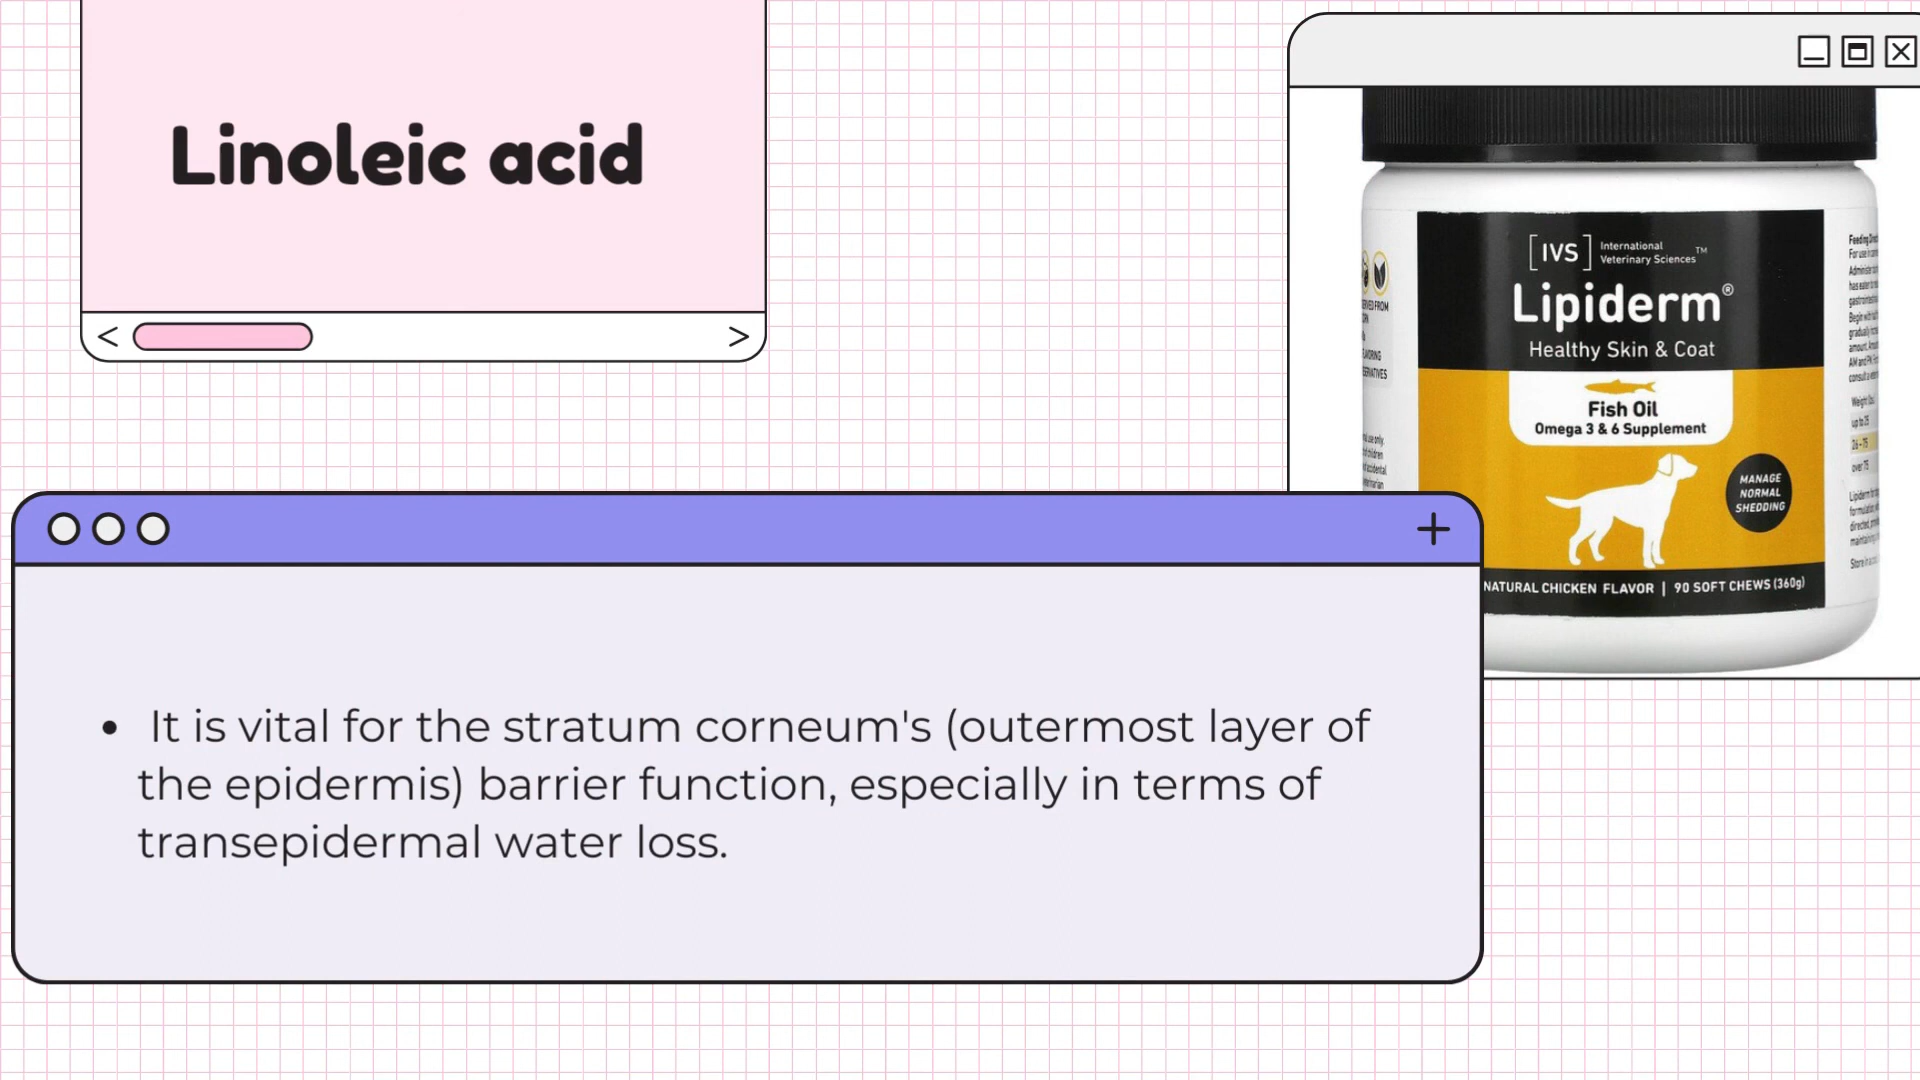 Linoleic acid
[IVS] International
Veterinary Sciences™
Lipiderm®
Healthy Skin & Coat
Fish Oil
Omega 3 & 6 Supplement
MANAGE
NORMAL
SHEDDING
NATURAL CHICKEN FLAVOR | 90 SOFT CHEWS (360g)
• It is vital for the stratum corneum's (outermost layer of
the epidermis) barrier function, especially in terms of
transepidermal water loss.